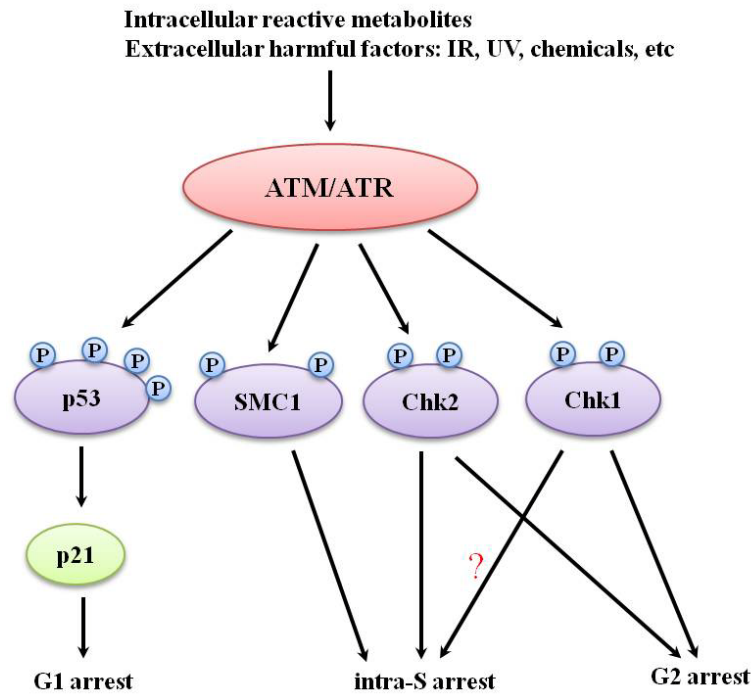 Intracellular reactive metabolites
Extracellular harmful factors: IR, UV, chemicals, etc
ATM/ATR
P P P P
P P
P P
P P
p53
SMC1
Chk2
Chk1
p21
?
G1 arrest
intra-S arrest
G2 arrest